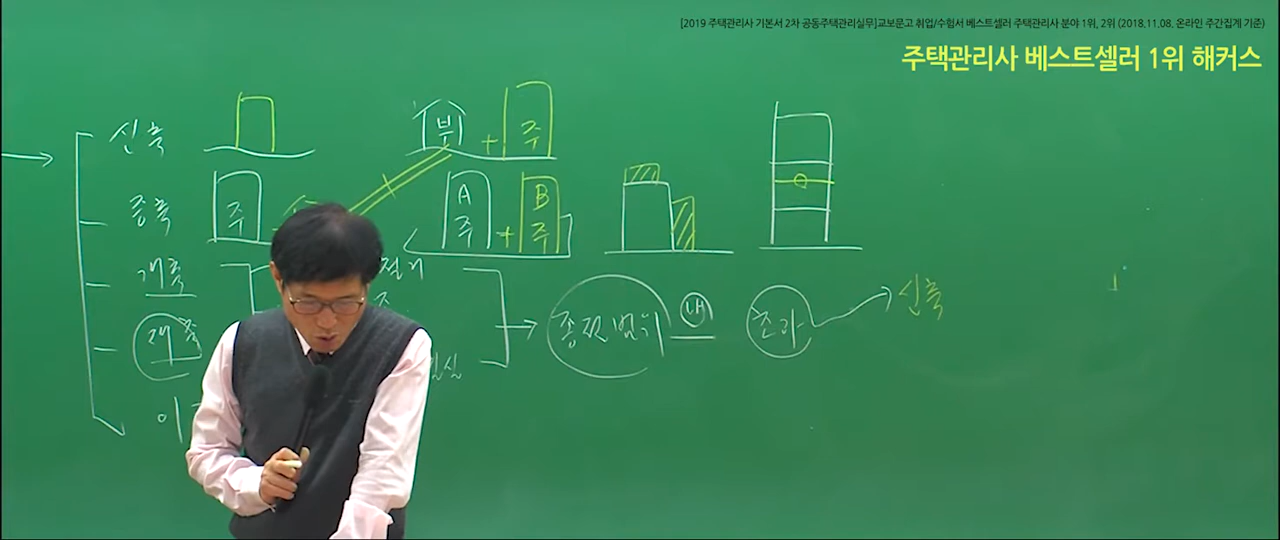 [2019 주택관리사 기본서 2차 공동주택관리실무]교보문고 취업/수험서 베스트셀러 주택관리사 분야 1위, 2위 (2018.11.08. 온라인 주간집계 기준)
주택관리사 베스트셀러 1위 해커스
신축 부 + 주
증축 주 A 주 + B 주
개축
재축 종전범위 내 초과 신축
이